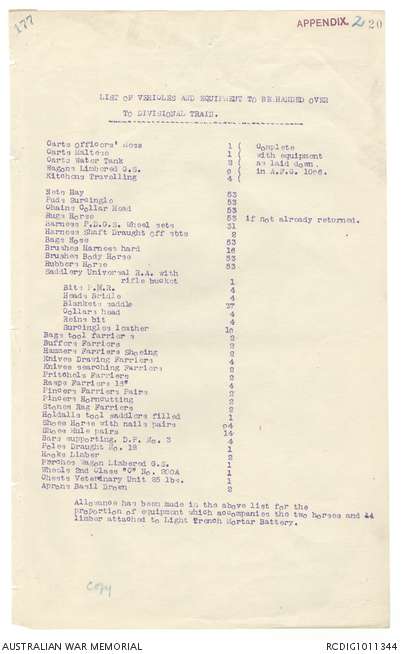 177
APPENDIX. 2 20
LIST OF VEHICLES AND EQUIPMENT TO BE HANDED OVER
TO DIVISIONAL TRAIN.
Carts Officers' Mess 1 ( Complete
Carts Maltese 1 ( with equipment
Carts Water Tank 2 ( as laid down.
Wagons Limbered G.S. 9 ( in A.F.G. 1098.
Kitchens Travelling 4 (
Nets Hay 53
Pads Surcingle 53
Chains Collar Head 53
Rugs Horse 53 if not already returned.
Harness P.D.G.S. Wheel sets 31
Harness Shaft Draught off sets 2
Bags Nose 53
Brushes Harness hard 16
Brushes Body Horse 53
Rubbers Horse 53
Saddlery Universal R.A. with
rifle bucket 1
Bits P.M.R. 4
Heads Bridle 4
Blankets saddle 27
Collars head 4
Reins bit 4
Surcingles leather 10
Bags tool farriers 2
Buffers Farriers 2
Hammers Farriers Shoeing 2
Knives Drawing Farriers 4
Knives searching Farriers 2
Pritchels Farriers 2
Rasps Farriers 16" 4
Pincers Farriers Pairs 2
Pincers Horncutting 2
Stones Rag Farriers 2
Holdalls tool saddlers filled 1
Shoes Horse with nails pairs 94
Shoes Mule pairs 14
Bars supporting. D.P. No. 3 4
Poles Draught No. 18 1
Hooks Limber 2
Perches Wagon Limbered G.S. 1
Wheels 2nd Class "C" No. 200A 1
Chests Veterinary Unit 85 lbs. 1
Aprons Basil Brown 2
Allowance has been made in the above list for the
proportion of equipment which accompanies the two horses and
limber attached to Light Trench Mortar Battery.
Copy
AUSTRALIAN WAR MEMORIAL RCDIG1011344